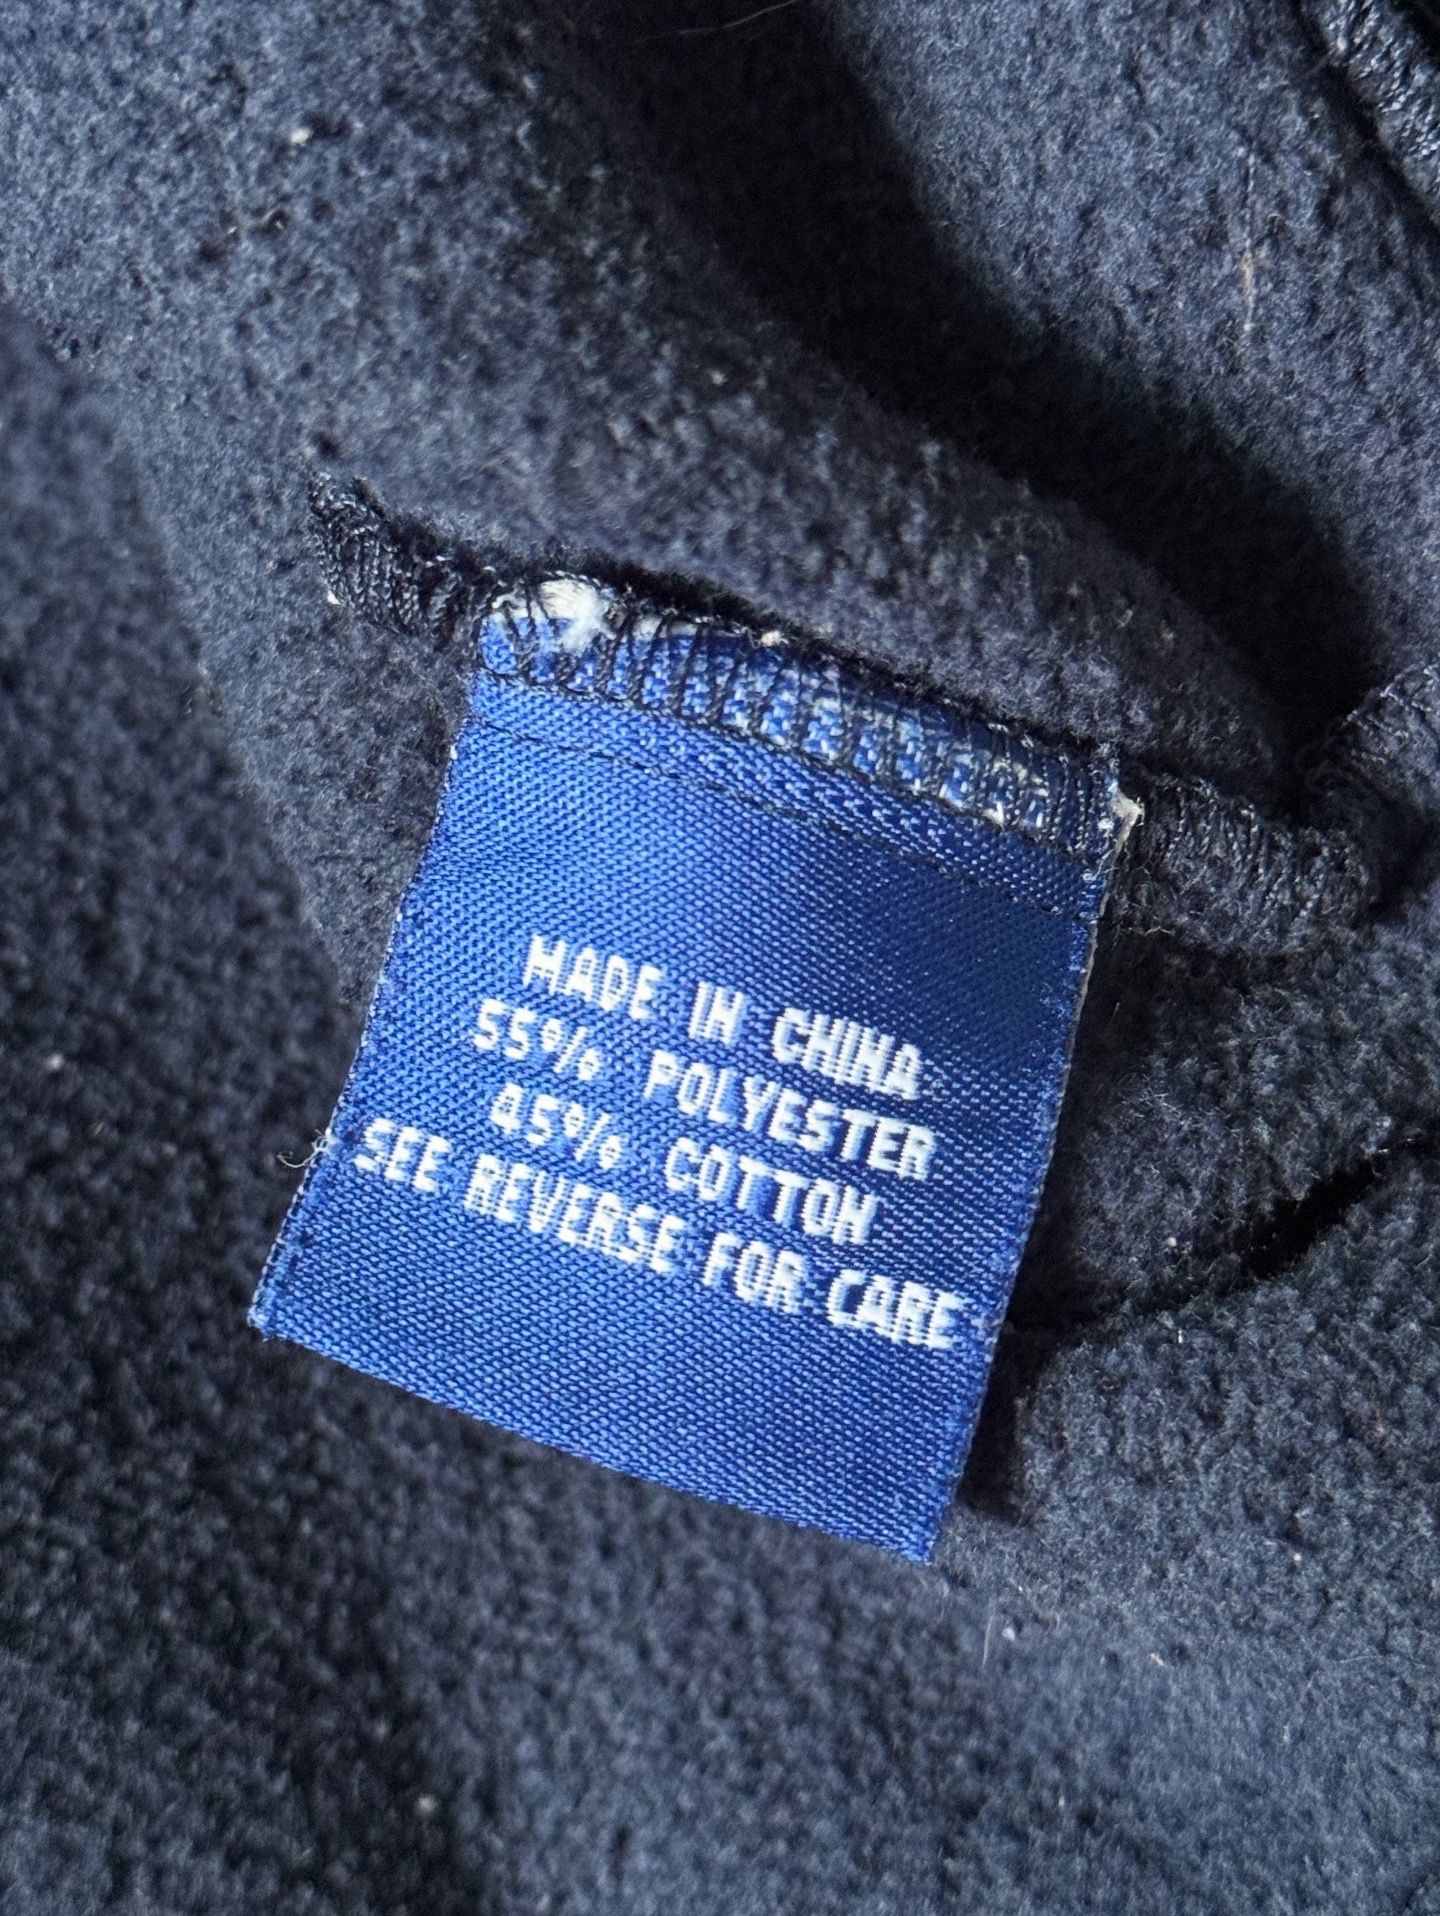 MADE IN CHINA
55% POLYESTER
45% COTTON
SEE REVERSE FOR CARE